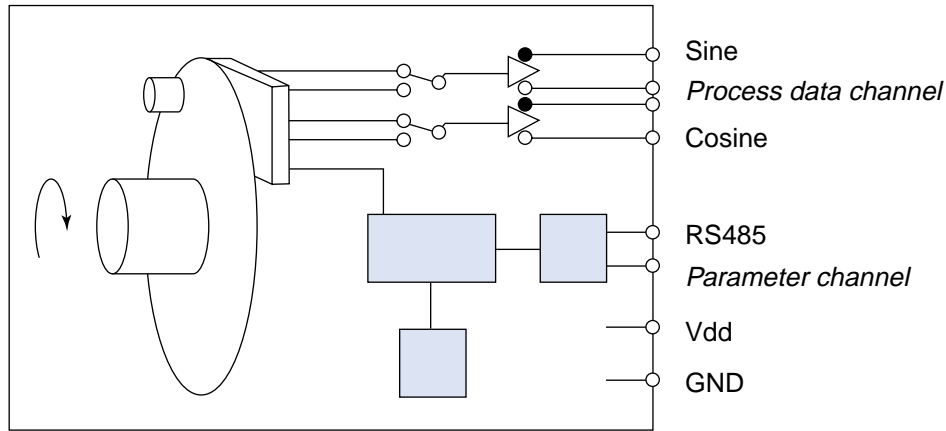 Sine
Process data channel
Cosine
RS485
Parameter channel
Vdd
GND